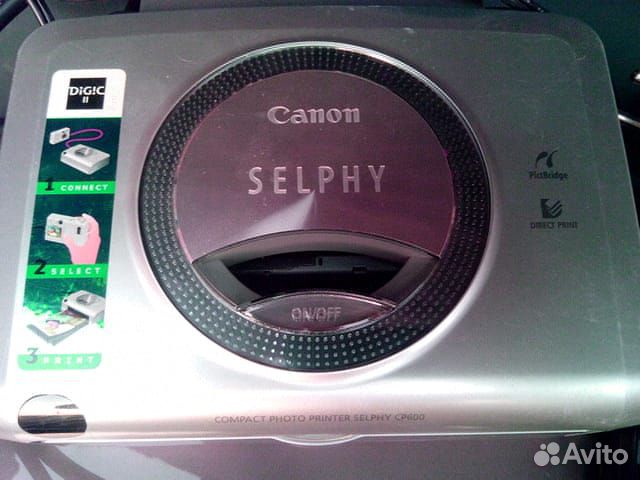 DIGIC
II
Canon
SELPHY
1 CONNECT
PictBridge
DIRECT PRINT
2 SELECT
ON/OFF
3 PRINT
COMPACT PHOTO PRINTER SELPHY CP600
Avito